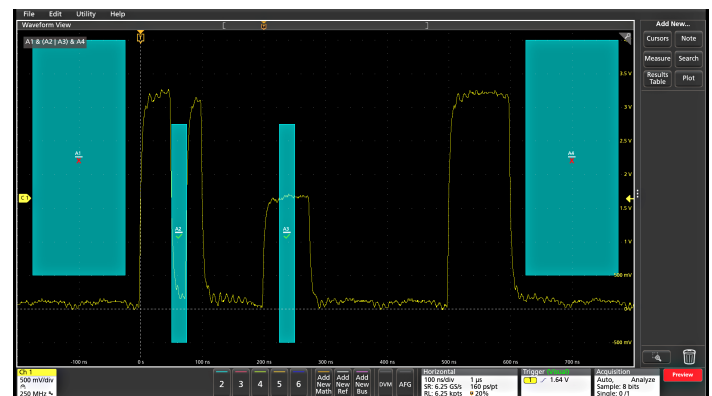 File Edit Utility Help
Waveform View
Add New...
A1 & (A2 | A3) & A4
Cursors Note
Measure Search
Results Table Plot
3.5 V
3 V
2.5 V
2 V
1.5 V
1 V
500 mV
0 V
-500 mV
A1
A2
A3
A4
C 1
-100 ns 0 s 100 ns 200 ns 300 ns 400 ns 500 ns 600 ns 700 ns
Ch 1
500 mV/div
250 MHz
2 3 4 5 6
Add New Math
Add New Ref
Add New Bus
DVM AFG
Horizontal
100 ns/div 1 µs
SR: 6.25 GS/s 160 ps/pt
RL: 6.25 kpts 20%
Trigger (Visual)
1 1.64 V
Acquisition
Auto, Analyze
Sample: 8 bits
Single: 0 /1
Preview